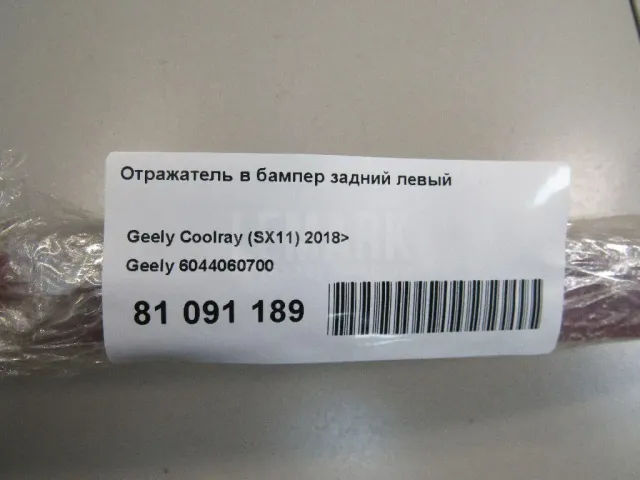 Отражатель в бампер задний левый
Geely Coolray (SX11) 2018>
Geely 6044060700
81 091 189